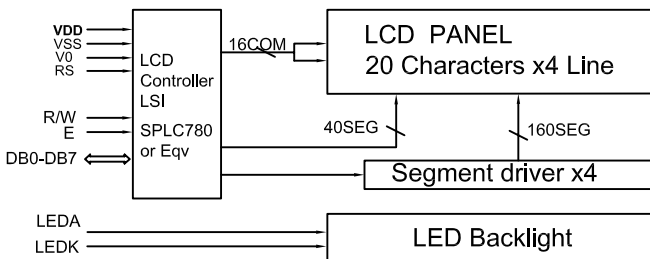 VDD
VSS
V0
RS
R/W
E
DB0-DB7
LCD
Controller
LSI
SPLC780
or Eqv
16COM
LCD PANEL
20 Characters x4 Line
40SEG
160SEG
Segment driver x4
LEDA
LEDK
LED Backlight